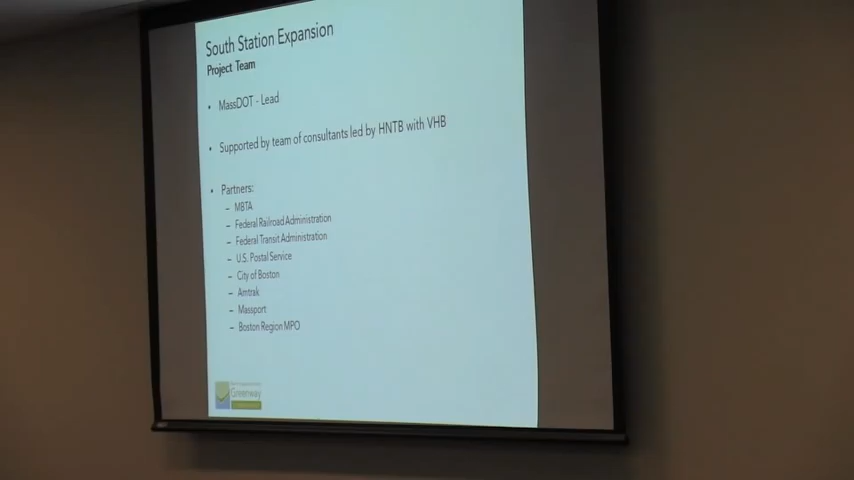 South Station Expansion
Project Team
• MassDOT - Lead
• Supported by team of consultants led by HNTB with VHB
• Partners:
– MBTA
– Federal Railroad Administration
– Federal Transit Administration
– U.S. Postal Service
– City of Boston
– Amtrak
– Massport
– Boston Region MPO
Greenway